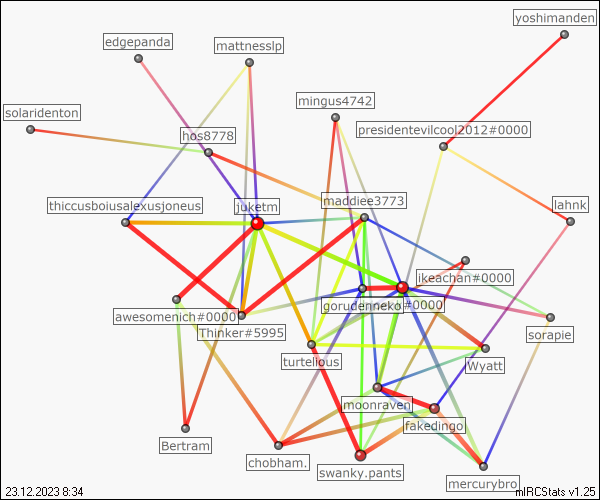 yoshimanden
edgepanda
mattnesslp
mingus4742
solaridenton
presidentevilcool2012#0000
hos8778
thiccusboiusalexusjoneus
juketm
maddiee3773
lahnk
likeachan#0000
gorudenneko
#0000
awesomenich#0000
Thinker#5995
sorapie
turtelious
Wyatt
moonraven
fakedingo
Bertram
chobham.
swanky.pants
mercurybro
23.12.2023 8:34
mIRCStats v1.25